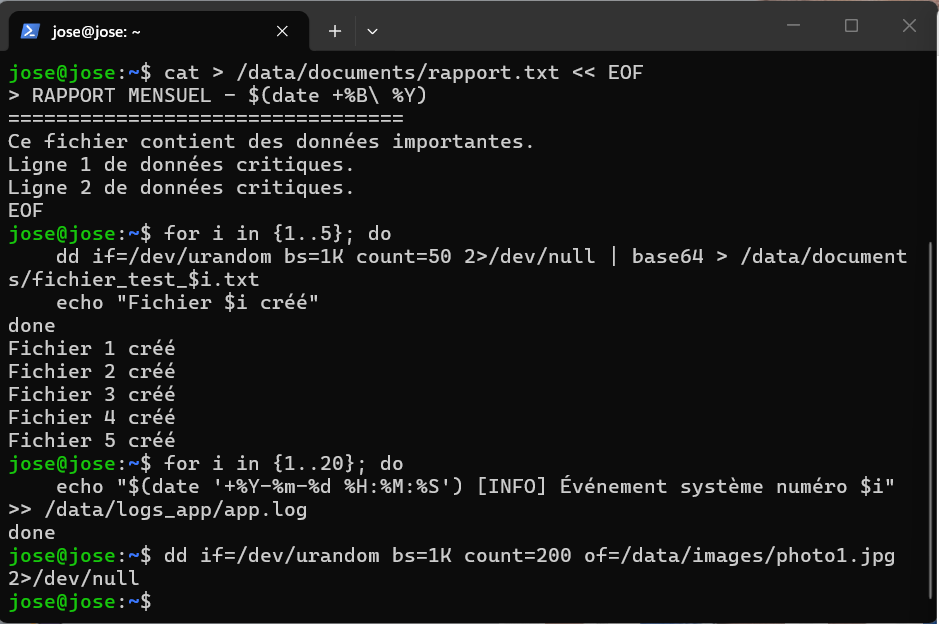 jose@jose: ~
jose@jose:~$ cat > /data/documents/rapport.txt << EOF
> RAPPORT MENSUEL - $(date +%B\ %Y)
=================================
Ce fichier contient des données importantes.
Ligne 1 de données critiques.
Ligne 2 de données critiques.
EOF
jose@jose:~$ for i in {1..5}; do
    dd if=/dev/urandom bs=1K count=50 2>/dev/null | base64 > /data/document
s/fichier_test_$i.txt
    echo "Fichier $i créé"
done
Fichier 1 créé
Fichier 2 créé
Fichier 3 créé
Fichier 4 créé
Fichier 5 créé
jose@jose:~$ for i in {1..20}; do
    echo "$(date '+%Y-%m-%d %H:%M:%S') [INFO] Événement système numéro $i"
>> /data/logs_app/app.log
done
jose@jose:~$ dd if=/dev/urandom bs=1K count=200 of=/data/images/photo1.jpg
2>/dev/null
jose@jose:~$